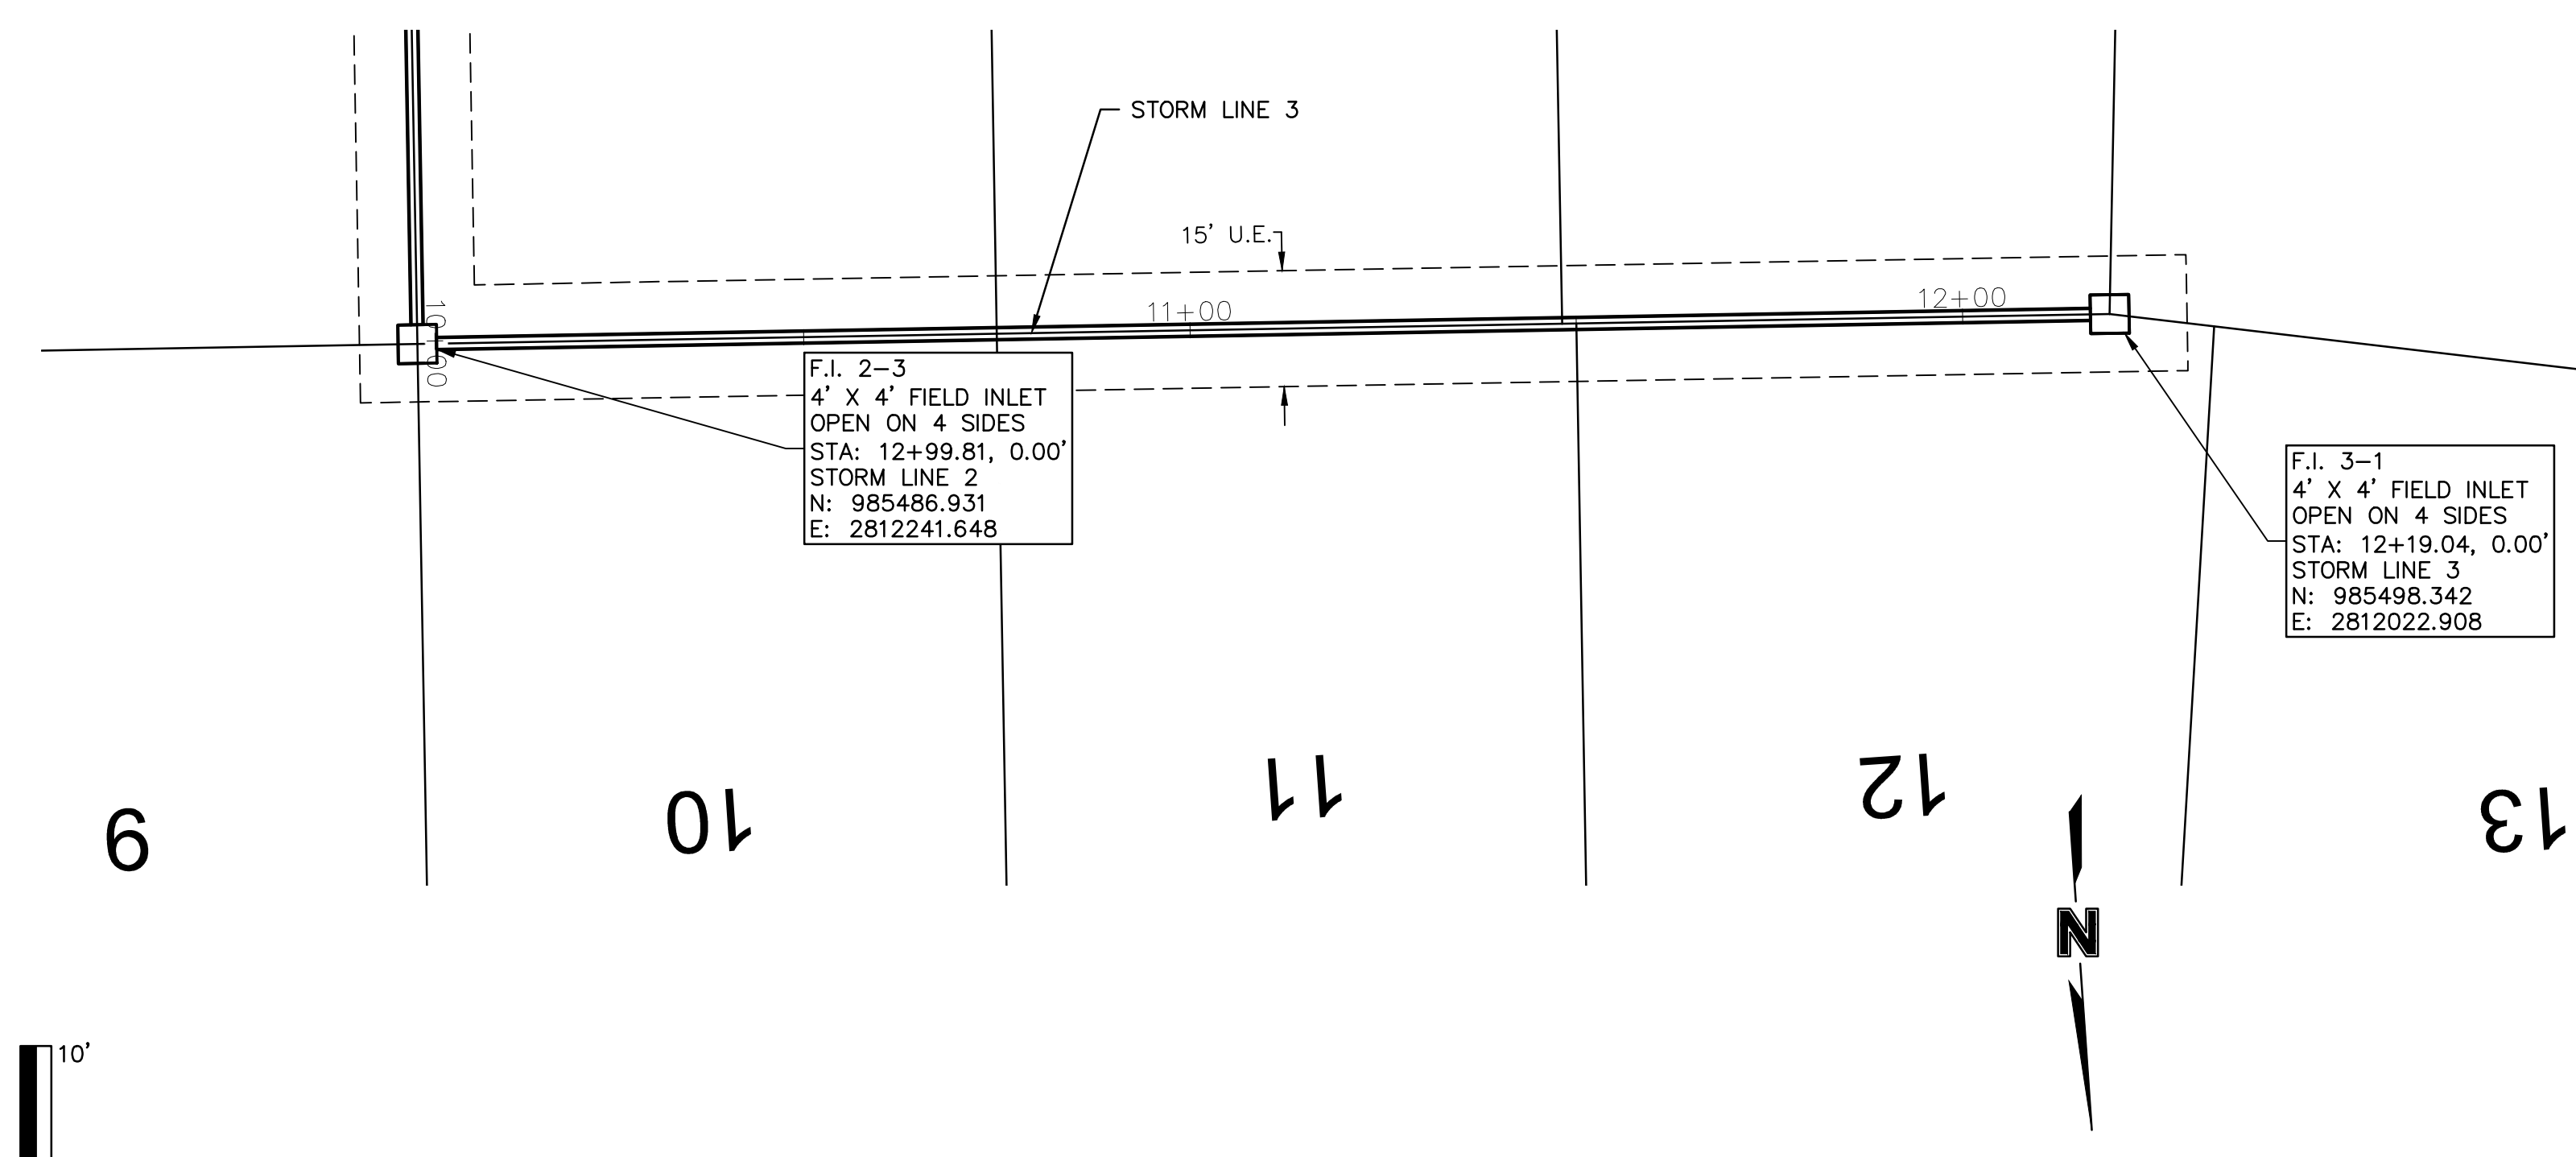 STORM LINE 3
15' U.E.
11+00
12+00
10+00
F.I. 2-3
4' X 4' FIELD INLET
OPEN ON 4 SIDES
STA: 12+99.81, 0.00'
STORM LINE 2
N: 985486.931
E: 2812241.648
F.I. 3-1
4' X 4' FIELD INLET
OPEN ON 4 SIDES
STA: 12+19.04, 0.00'
STORM LINE 3
N: 985498.342
E: 2812022.908
9
10
11
12
13
N
10'